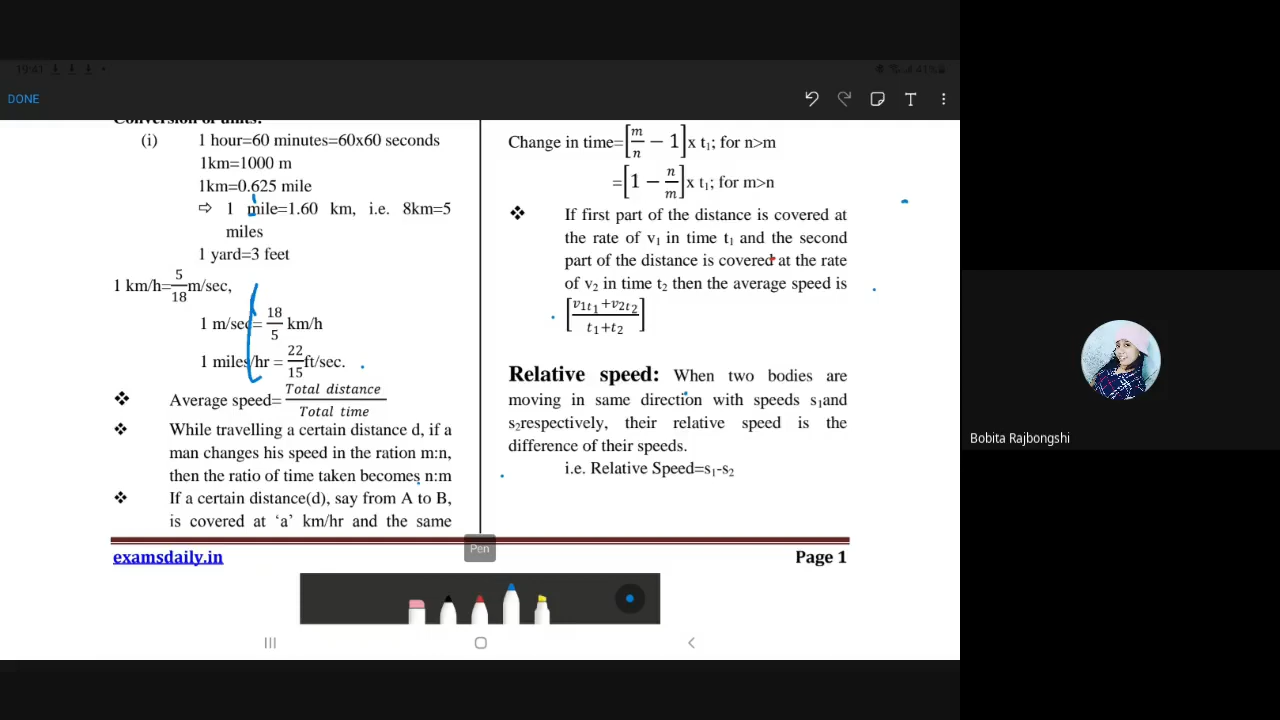 19:41
DONE
Conversion of units:
(i) 1 hour=60 minutes=60x60 seconds
1km=1000 m
1km=0.625 mile
⇨ 1 mile=1.60 km, i.e. 8km=5
miles
1 yard=3 feet
1 km/h=5/18m/sec,
1 m/sec= 18/5 km/h
1 miles/hr = 22/15ft/sec.
❖ Average speed= Total distance/Total time
❖ While travelling a certain distance d, if a
man changes his speed in the ration m:n,
then the ratio of time taken becomes n:m
❖ If a certain distance(d), say from A to B,
is covered at ‘a’ km/hr and the same
Change in time=[m/n − 1]x t₁; for n>m
=[1 − n/m]x t₁; for m>n
❖ If first part of the distance is covered at
the rate of v₁ in time t₁ and the second
part of the distance is covered at the rate
of v₂ in time t₂ then the average speed is
[v₁t₁+v₂t₂/t₁+t₂]
Relative speed: When two bodies are
moving in same direction with speeds s₁and
s₂respectively, their relative speed is the
difference of their speeds.
i.e. Relative Speed=s₁-s₂
examsdaily.in
Page 1
Pen
Bobita Rajbongshi